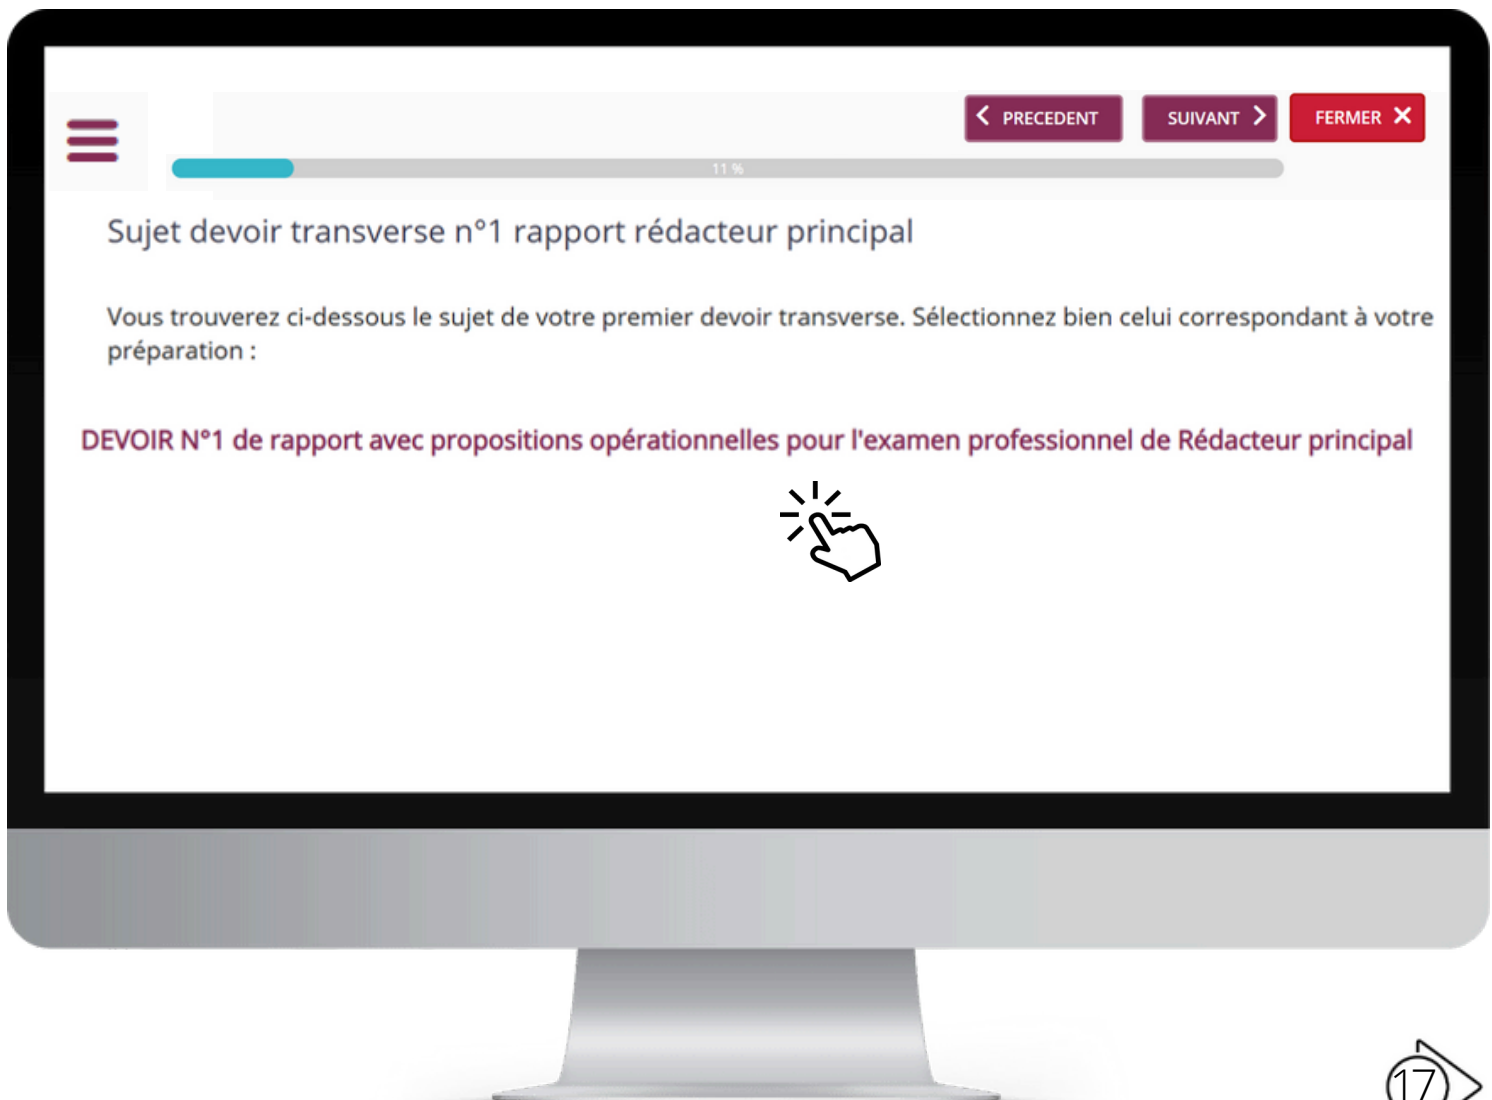 PRECEDENT
SUIVANT
FERMER
11 %
Sujet devoir transverse n°1 rapport rédacteur principal
Vous trouverez ci-dessous le sujet de votre premier devoir transverse. Sélectionnez bien celui correspondant à votre
préparation :
DEVOIR N°1 de rapport avec propositions opérationnelles pour l'examen professionnel de Rédacteur principal
17